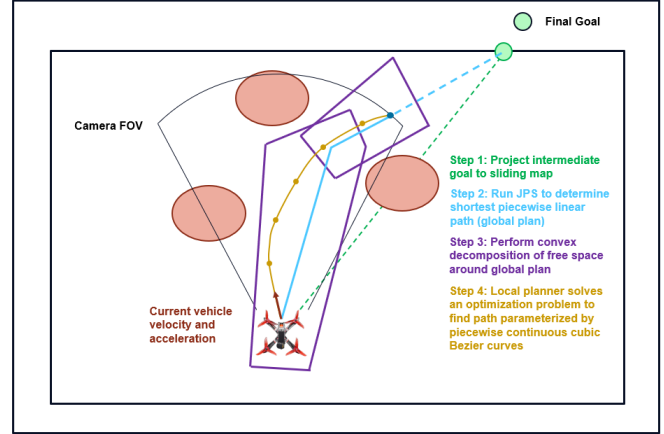 Final Goal
Camera FOV
Step 1: Project intermediate
goal to sliding map
Step 2: Run JPS to determine
shortest piecewise linear
path (global plan)
Step 3: Perform convex
decomposition of free space
around global plan
Step 4: Local planner solves
an optimization problem to
find path parameterized by
piecewise continuous cubic
Bezier curves
Current vehicle
velocity and
acceleration